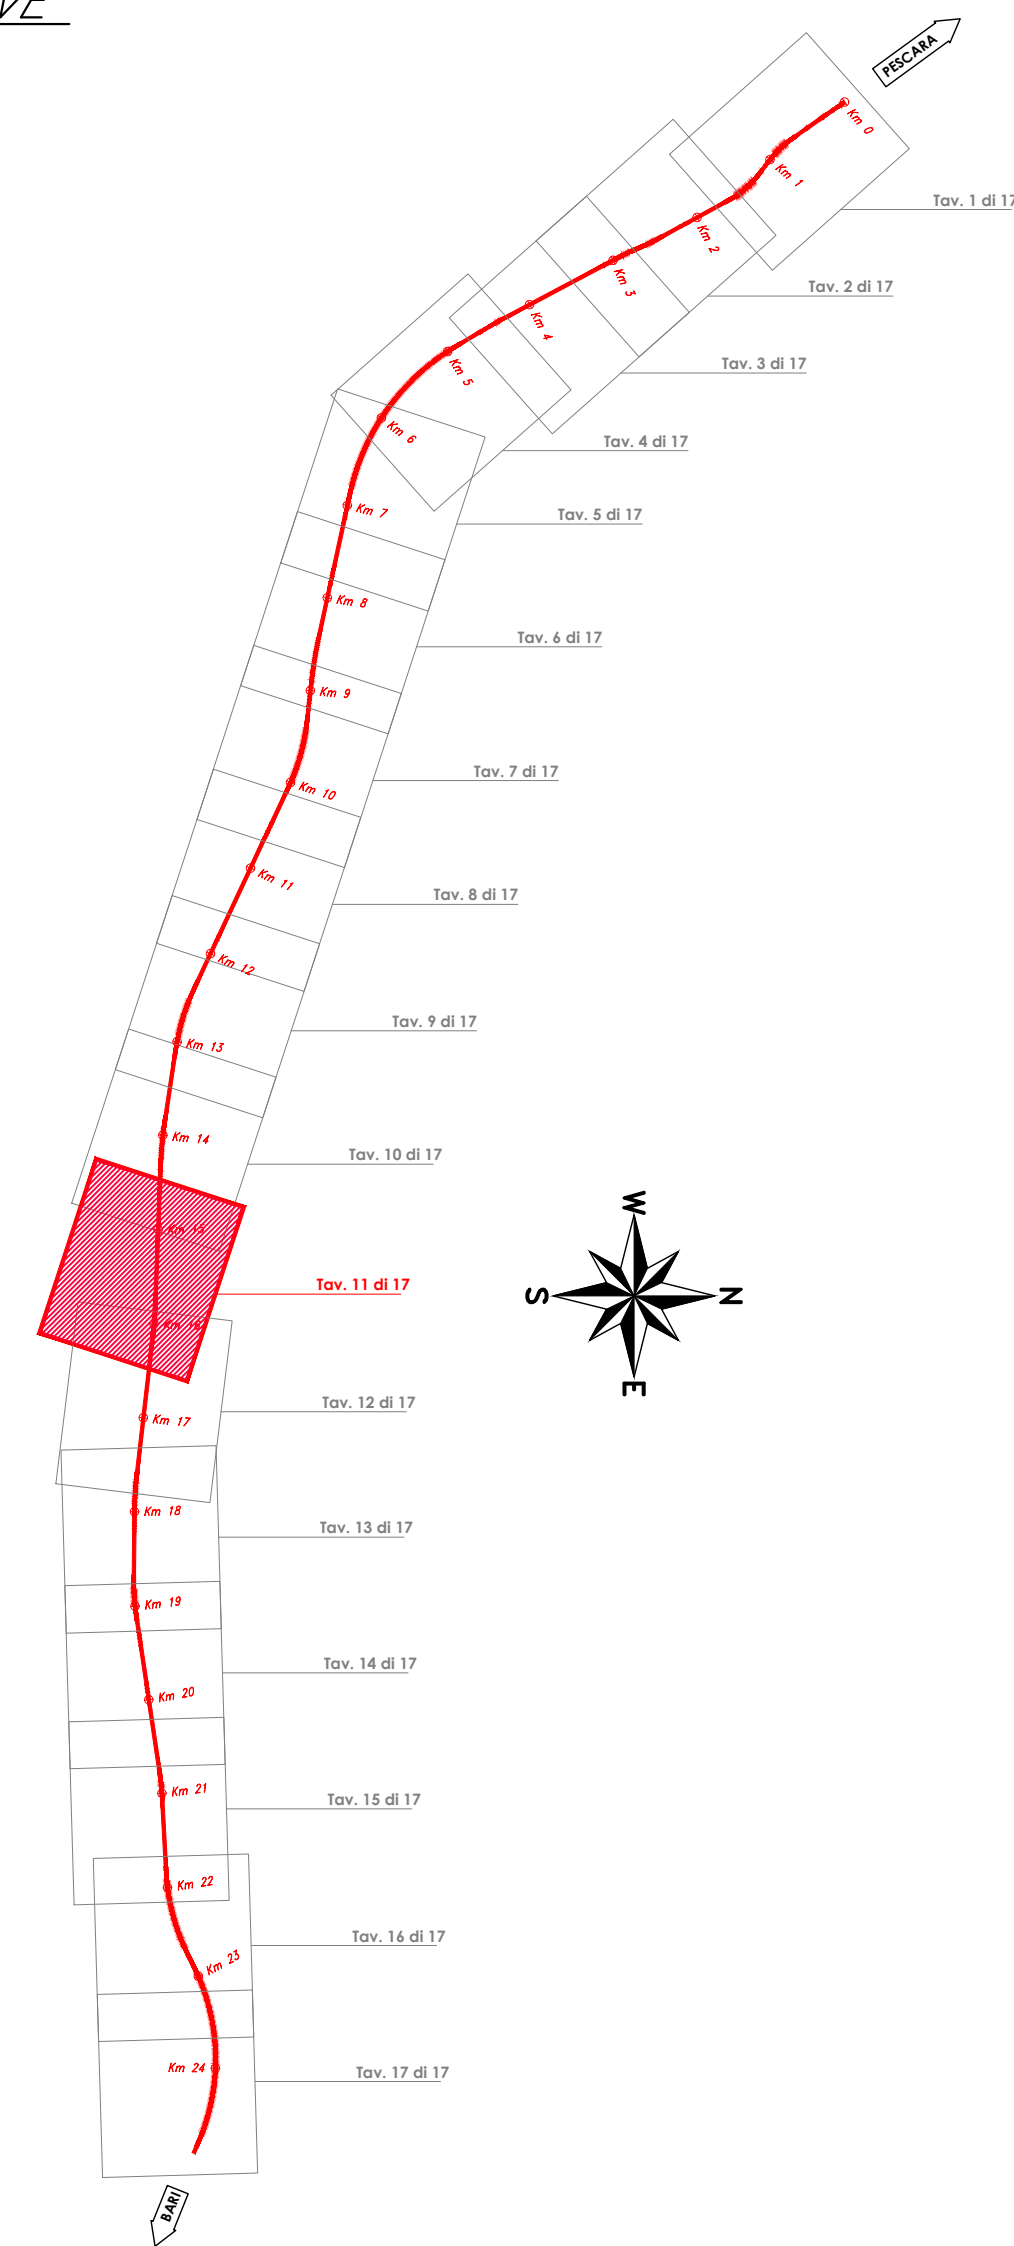 PESCARA
Km 0
Km 1
Tav. 1 di 17
Km 2
Km 3
Tav. 2 di 17
Km 4
Tav. 3 di 17
Km 5
Km 6
Tav. 4 di 17
Km 7
Tav. 5 di 17
Km 8
Tav. 6 di 17
Km 9
Tav. 7 di 17
Km 10
Km 11
Tav. 8 di 17
Km 12
Tav. 9 di 17
Km 13
Km 14
Tav. 10 di 17
W
Km 15
Tav. 11 di 17
S
N
Km 16
E
Tav. 12 di 17
Km 17
Km 18
Tav. 13 di 17
Km 19
Tav. 14 di 17
Km 20
Km 21
Tav. 15 di 17
Km 22
Tav. 16 di 17
Km 23
Km 24
Tav. 17 di 17
BARI